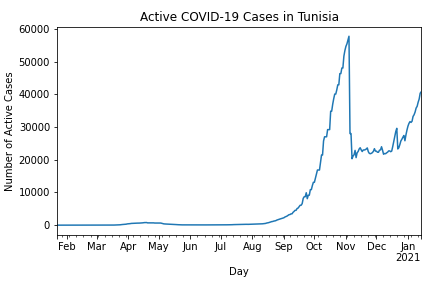 Active COVID-19 Cases in Tunisia
Number of Active Cases
60000
50000
40000
30000
20000
10000
0
Feb Mar Apr May Jun Jul Aug Sep Oct Nov Dec Jan
2021
Day